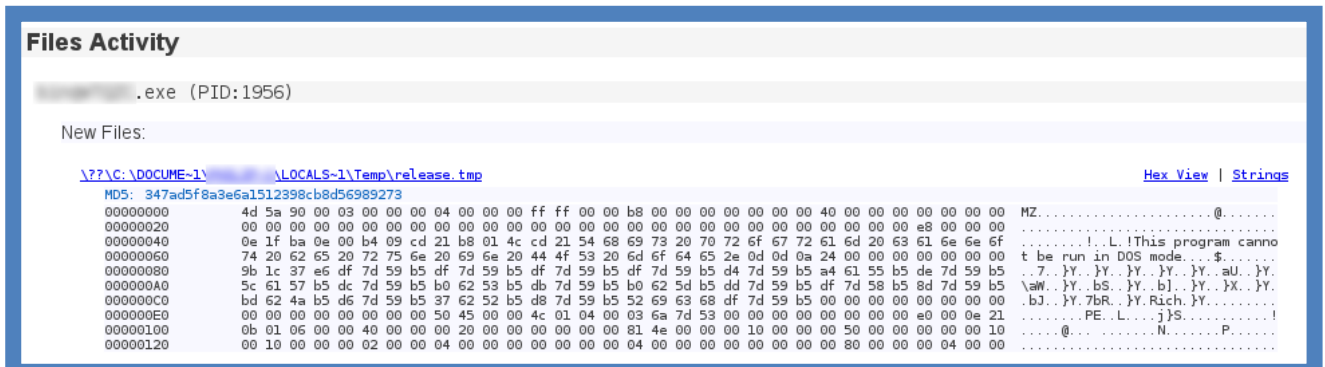 Files Activity
.exe (PID:1956)
New Files:
\??\C:\DOCUME~1\ \LOCALS~1\Temp\release.tmp Hex View | Strings
MD5: 347ad5f8a3e6a1512398cb8d56989273
00000000 4d 5a 90 00 03 00 00 00 04 00 00 00 ff ff 00 00 b8 00 00 00 00 00 00 00 40 00 00 00 00 00 00 00 MZ......................@.......
00000020 00 00 00 00 00 00 00 00 00 00 00 00 00 00 00 00 00 00 00 00 00 00 00 00 00 00 00 00 e8 00 00 00 ................................
00000040 0e 1f ba 0e 00 b4 09 cd 21 b8 01 4c cd 21 54 68 69 73 20 70 72 6f 67 72 61 6d 20 63 61 6e 6e 6f ........!..L.!This program canno
00000060 74 20 62 65 20 72 75 6e 20 69 6e 20 44 4f 53 20 6d 6f 64 65 2e 0d 0d 0a 24 00 00 00 00 00 00 00 t be run in DOS mode....$.......
00000080 9b 1c 37 e6 df 7d 59 b5 df 7d 59 b5 df 7d 59 b5 df 7d 59 b5 d4 7d 59 b5 a4 61 55 b5 de 7d 59 b5 ..7..}Y..}Y..}Y..}Y..}Y..aU..}Y.
000000A0 5c 61 57 b5 dc 7d 59 b5 b0 62 53 b5 db 7d 59 b5 b0 62 5d b5 dd 7d 59 b5 df 7d 58 b5 8d 7d 59 b5 \aW..}Y..bS..}Y..b]..}Y..}X..}Y.
000000C0 bd 62 4a b5 d6 7d 59 b5 37 62 52 b5 d8 7d 59 b5 52 69 63 68 df 7d 59 b5 00 00 00 00 00 00 00 00 .bJ..}Y.7bR..}Y.Rich.}Y.........
000000E0 00 00 00 00 00 00 00 00 50 45 00 00 4c 01 04 00 03 6a 7d 53 00 00 00 00 00 00 00 00 e0 00 0e 21 ........PE..L....j}S...........!
00000100 0b 01 06 00 00 40 00 00 00 20 00 00 00 00 00 00 81 4e 00 00 00 10 00 00 00 50 00 00 00 00 00 10 .....@... .......N.......P......
00000120 00 10 00 00 00 02 00 00 04 00 00 00 00 00 00 00 04 00 00 00 00 00 00 00 00 80 00 00 00 04 00 00 ................................